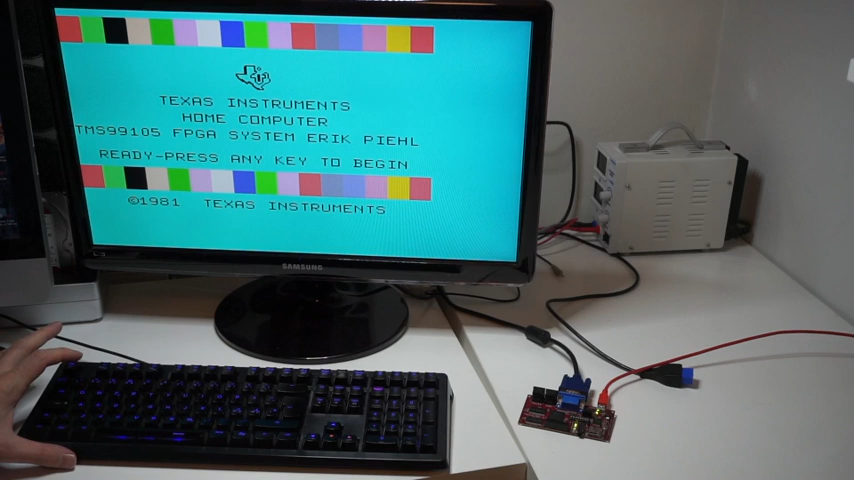 TEXAS INSTRUMENTS
HOME COMPUTER
TMS99105 FPGA SYSTEM ERIK PIEHL
READY-PRESS ANY KEY TO BEGIN
©1981 TEXAS INSTRUMENTS
SAMSUNG